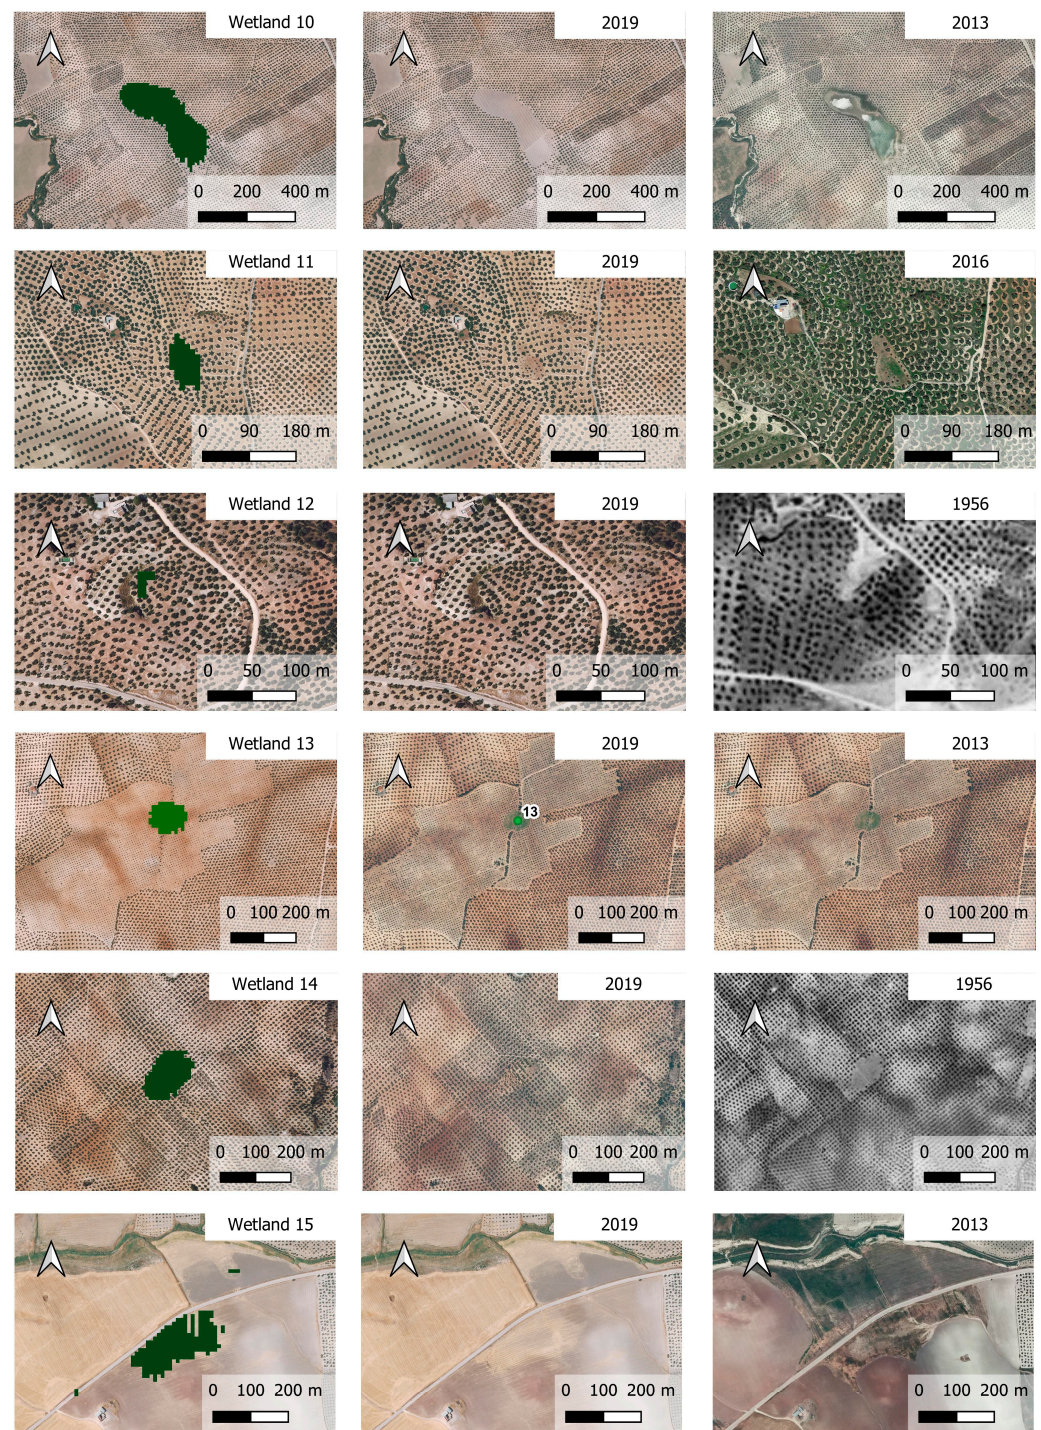 Wetland 10
2019
2013
0 200 400 m
0 200 400 m
0 200 400 m
Wetland 11
2019
2016
0 90 180 m
0 90 180 m
0 90 180 m
Wetland 12
2019
1956
0 50 100 m
0 50 100 m
0 50 100 m
Wetland 13
2019
2013
13
0 100 200 m
0 100 200 m
0 100 200 m
Wetland 14
2019
1956
0 100 200 m
0 100 200 m
0 100 200 m
Wetland 15
2019
2013
0 100 200 m
0 100 200 m
0 100 200 m